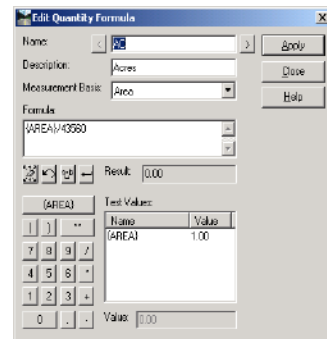 Edit Quantity Formula
Name: < AC > Apply
Description: Acres Close
Measurement Basis: Area Help
Formula
{AREA}/43560
Result: 0.00
{AREA} Test Values:
Name Value
{AREA} 1.00
( ) **
7 8 9 /
4 5 6 *
1 2 3 +
0 . -
Value: 0.00